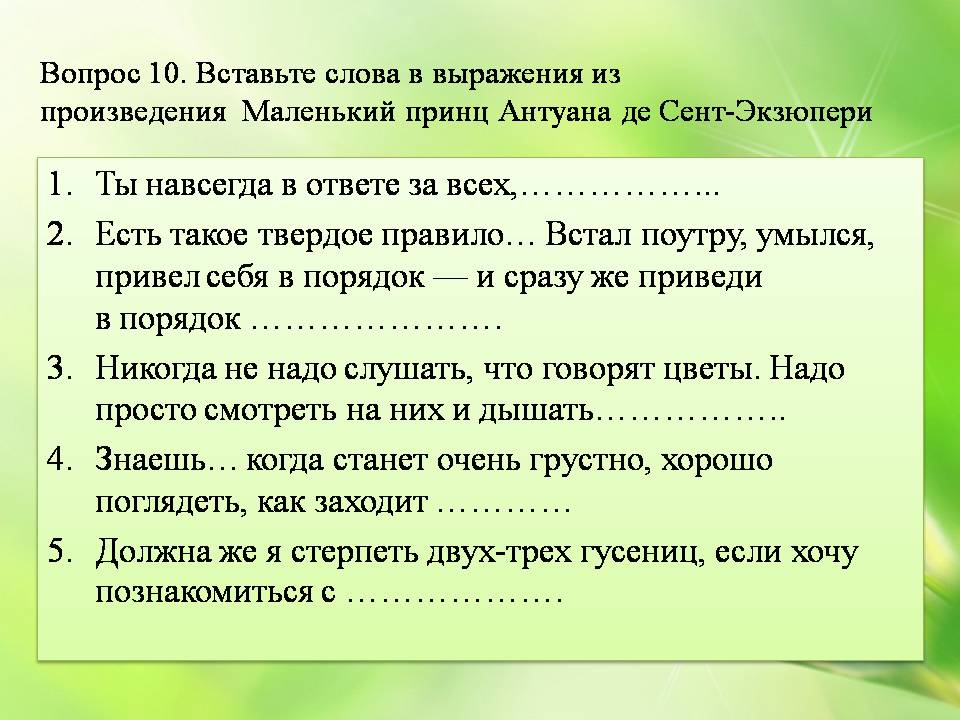 Вопрос 10. Вставьте слова в выражения из
произведения Маленький принц Антуана де Сент-Экзюпери
1. Ты навсегда в ответе за всех,……………...
2. Есть такое твердое правило… Встал поутру, умылся,
привел себя в порядок — и сразу же приведи
в порядок ………………….
3. Никогда не надо слушать, что говорят цветы. Надо
просто смотреть на них и дышать……………..
4. Знаешь… когда станет очень грустно, хорошо
поглядеть, как заходит …………
5. Должна же я стерпеть двух-трех гусениц, если хочу
познакомиться с ……………….